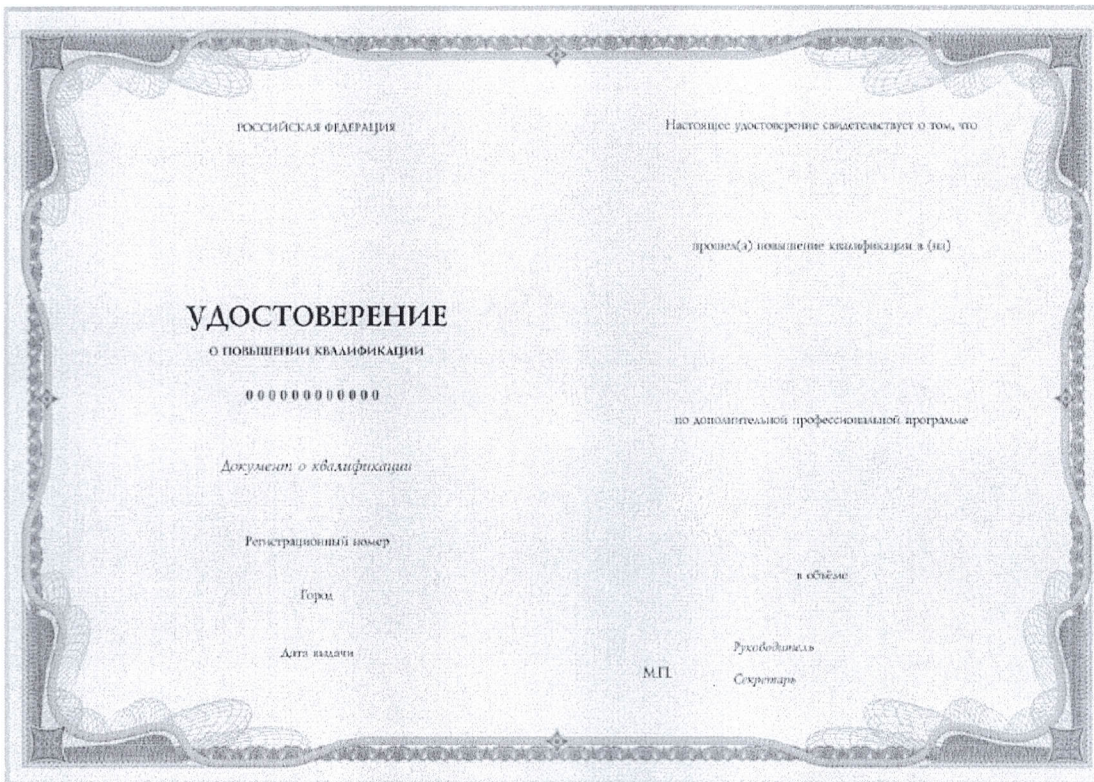 РОССИЙСКАЯ ФЕДЕРАЦИЯ
УДОСТОВЕРЕНИЕ
О ПОВЫШЕНИИ КВАЛИФИКАЦИИ
000000000000
Документ о квалификации
Регистрационный номер
Город
Дата выдачи
Настоящее удостоверение свидетельствует о том, что
прошел(а) повышение квалификации в (на)
по дополнительной профессиональной программе
в объёме
М.П.
Руководитель
Секретарь